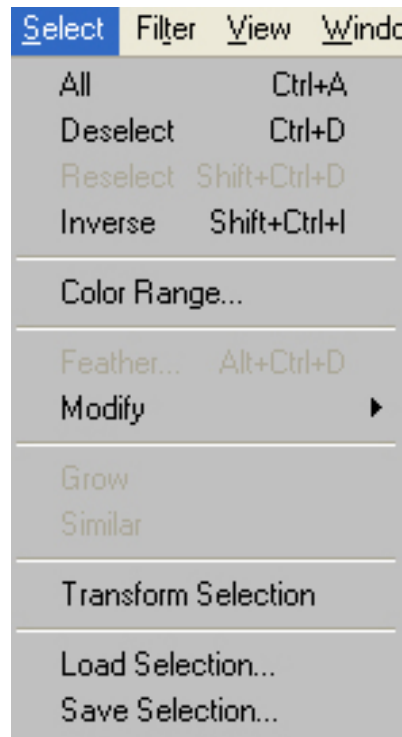 Select Filter View Windo
All Ctrl+A
Deselect Ctrl+D
Reselect Shift+Ctrl+D
Inverse Shift+Ctrl+I
Color Range...
Feather... Alt+Ctrl+D
Modify
Grow
Similar
Transform Selection
Load Selection...
Save Selection...